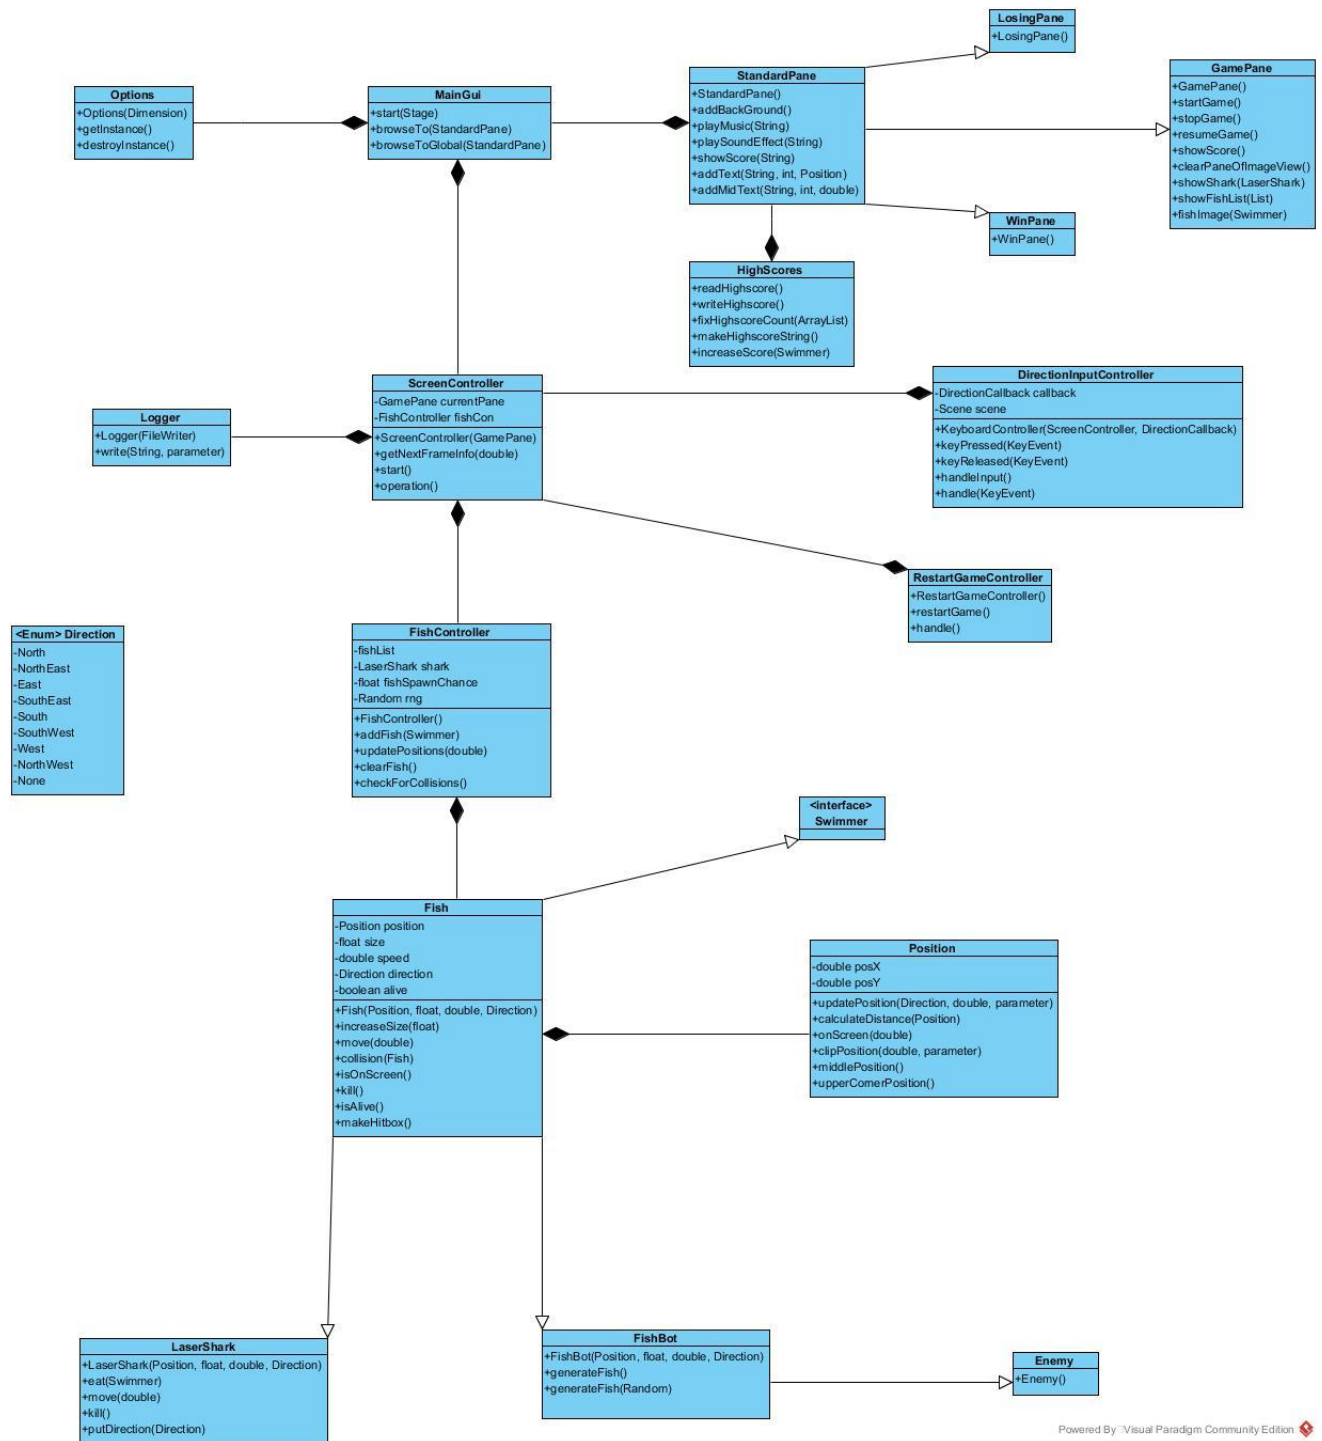 LosingPane
+LosingPane()
StandardPane
+StandardPane()
+addBackGround()
+playMusic(String)
+playSoundEffect(String)
+showScore(String)
+addText(String, int, Position)
+addMidText(String, int, double)
GamePane
+GamePane()
+startGame()
+stopGame()
+resumeGame()
+showScore()
+clearPaneOfImageView()
+showShark(LaserShark)
+showFishList(List)
+fishImage(Swimmer)
Options
+Options(Dimension)
+getInstance()
+destroyInstance()
MainGui
+start(Stage)
+browseTo(StandardPane)
+browseToGlobal(StandardPane)
WinPane
+WinPane()
HighScores
+readHighscore()
+writeHighscore()
+fixHighscoreCount(ArrayList)
+makeHighscoreString()
+increaseScore(Swimmer)
ScreenController
-GamePane currentPane
-FishController fishCon
+ScreenController(GamePane)
+getNextFrameInfo(double)
+start()
+operation()
DirectionInputController
-DirectionCallback callback
-Scene scene
+KeyboardController(ScreenController, DirectionCallback)
+keyPressed(KeyEvent)
+keyReleased(KeyEvent)
+handleInput()
+handle(KeyEvent)
Logger
+Logger(FileWriter)
+write(String, parameter)
RestartGameController
+RestartGameController()
+restartGame()
+handle()
<Enum> Direction
-North
-NorthEast
-East
-SouthEast
-South
-SouthWest
-West
-NorthWest
-None
FishController
-fishList
-LaserShark shark
-float fishSpawnChance
-Random rng
+FishController()
+addFish(Swimmer)
+updatePositions(double)
+clearFish()
+checkForCollisions()
<interface>
Swimmer
Fish
-Position position
-float size
-double speed
-Direction direction
-boolean alive
+Fish(Position, float, double, Direction)
+increaseSize(float)
+move(double)
+collision(Fish)
+isOnScreen()
+kill()
+isAlive()
+makeHitbox()
Position
-double posX
-double posY
+updatePosition(Direction, double, parameter)
+calculateDistance(Position)
+onScreen(double)
+clipPosition(double, parameter)
+middlePosition()
+upperCornerPosition()
LaserShark
+LaserShark(Position, float, double, Direction)
+eat(Swimmer)
+move(double)
+kill()
+putDirection(Direction)
FishBot
+FishBot(Position, float, double, Direction)
+generateFish()
+generateFish(Random)
Enemy
+Enemy()
Powered By Visual Paradigm Community Edition